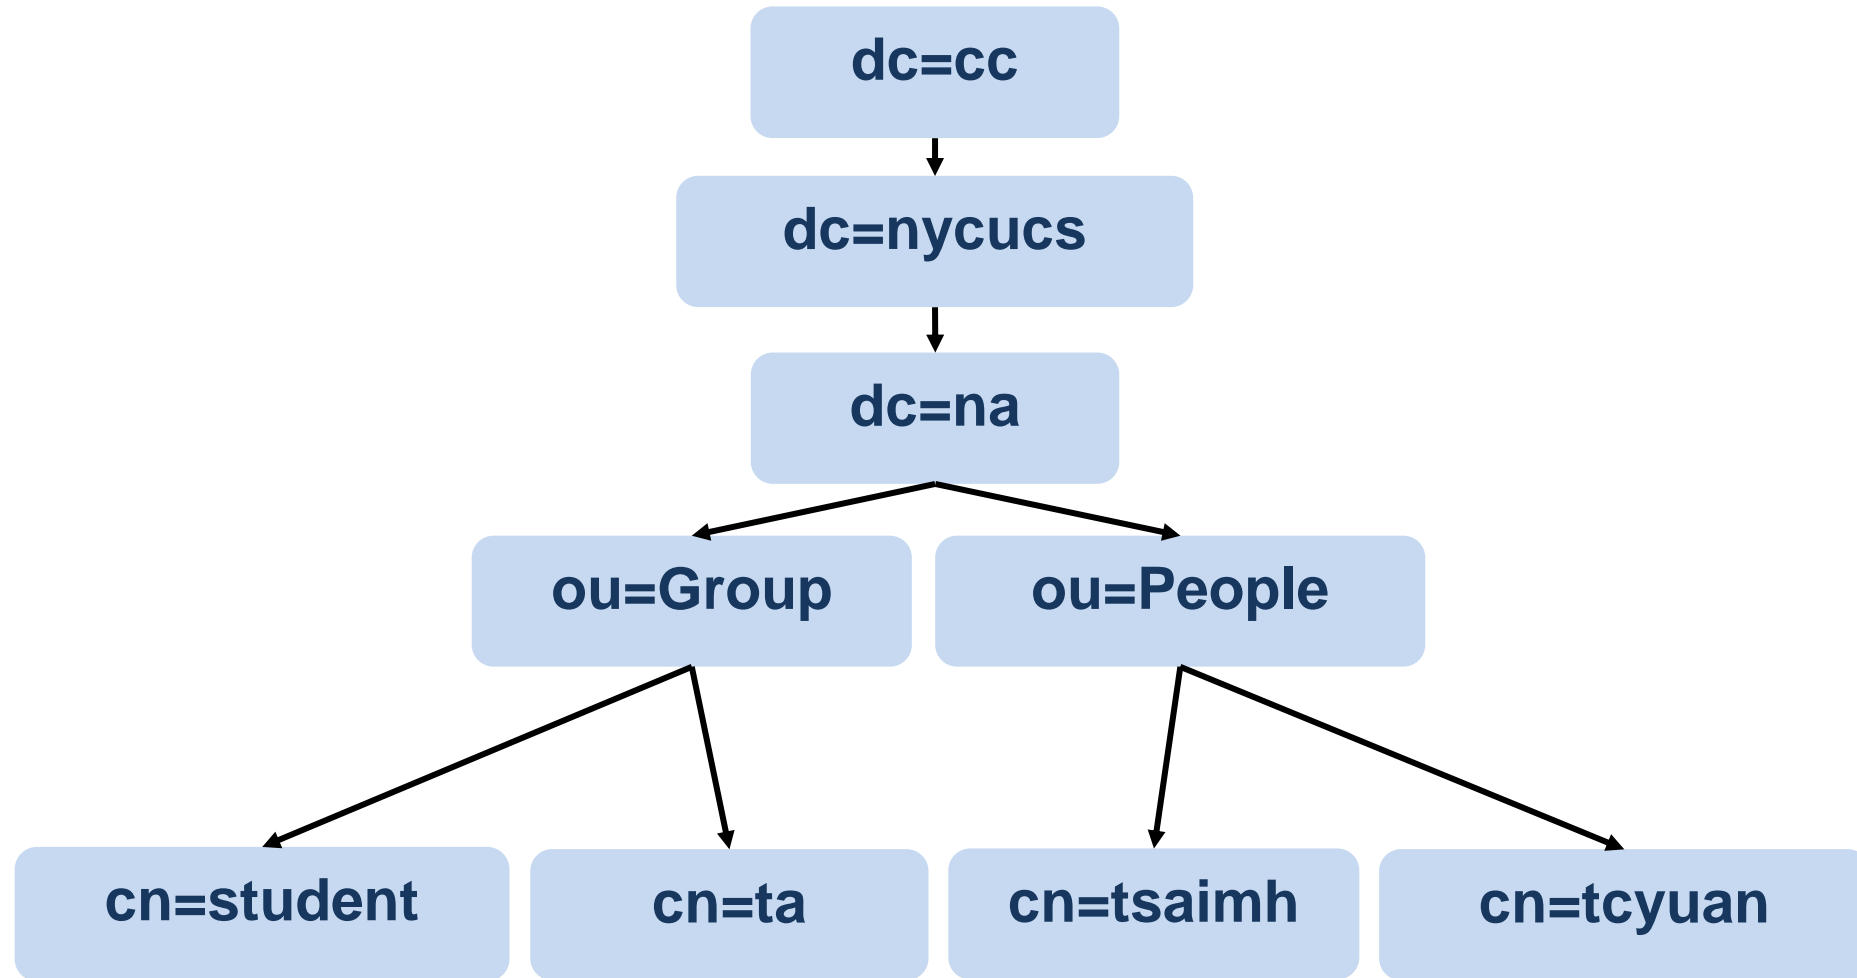 dc=cc
dc=nycucs
dc=na
ou=Group
ou=People
cn=student
cn=ta
cn=tsaimh
cn=tcyuan